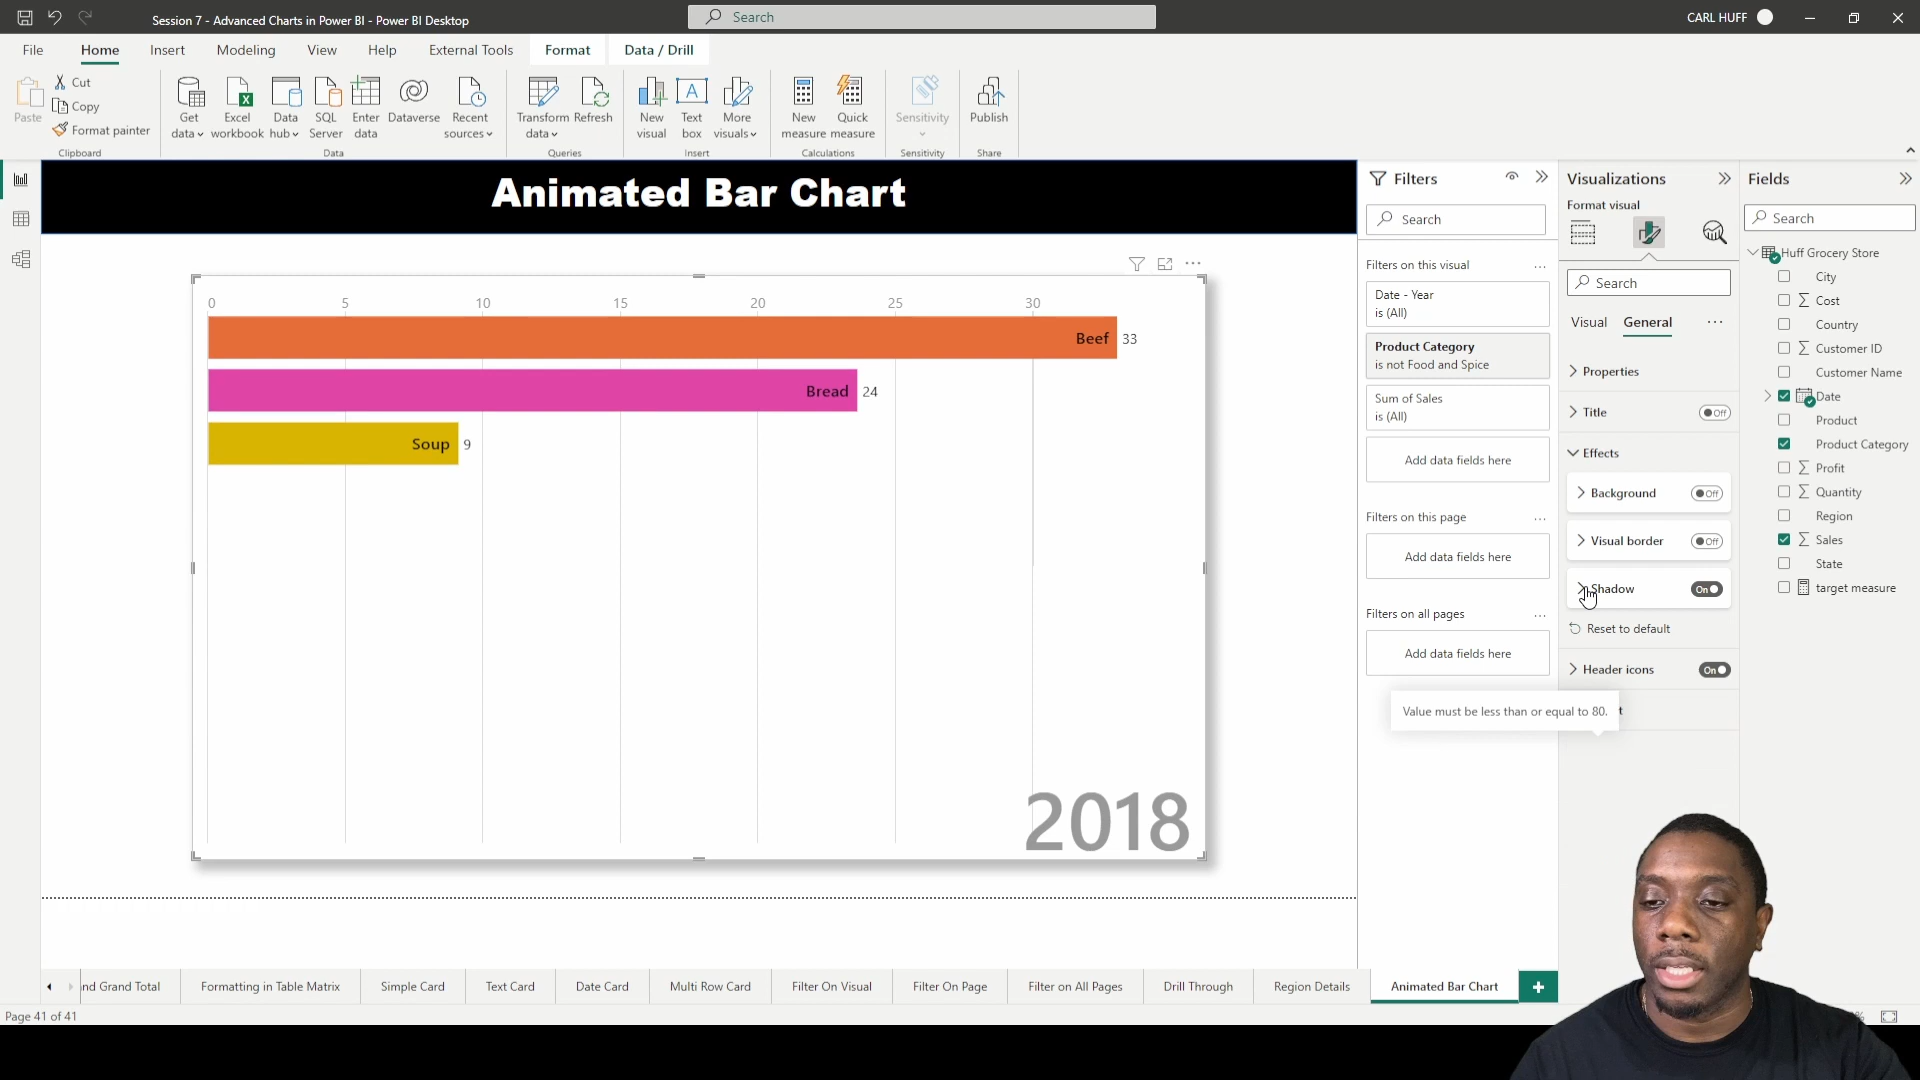 Session 7 - Advanced Charts in Power BI - Power BI Desktop
Search
CARL HUFF
File Home Insert Modeling View Help External Tools Format Data / Drill
Paste
Cut
Copy
Format painter
Clipboard
Get data
Excel workbook
Data hub
SQL Server
Enter data
Dataverse
Recent sources
Data
Transform data
Refresh
Queries
New visual
Text box
More visuals
Insert
New measure
Quick measure
Calculations
Sensitivity
Sensitivity
Publish
Share
Animated Bar Chart
0 5 10 15 20 25 30
Beef 33
Bread 24
Soup 9
2018
Filters
Search
Filters on this visual ...
Date - Year
is (All)
Product Category
is not Food and Spice
Sum of Sales
is (All)
Add data fields here
Filters on this page ...
Add data fields here
Filters on all pages ...
Add data fields here
Visualizations
Format visual
Search
Visual General ...
Properties
Title Off
Effects
Background Off
Visual border Off
Shadow On
Reset to default
Header icons On
Value must be less than or equal to 80.
t
Fields
Search
Huff Grocery Store
City
Cost
Country
Customer ID
Customer Name
Date
Product
Product Category
Profit
Quantity
Region
Sales
State
target measure
nd Grand Total Formatting in Table Matrix Simple Card Text Card Date Card Multi Row Card Filter On Visual Filter On Page Filter on All Pages Drill Through Region Details Animated Bar Chart +
Page 41 of 41